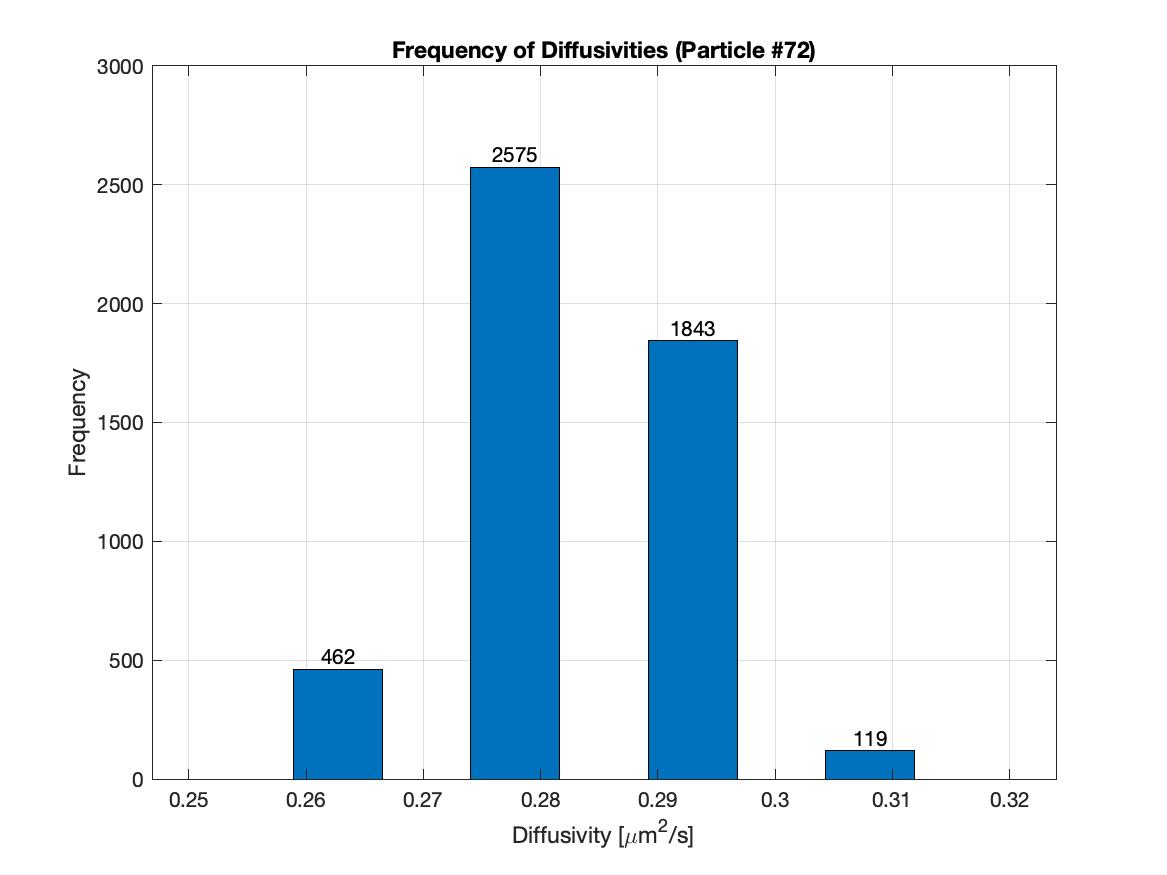 Frequency of Diffusivities (Particle #72)
3000
2500
2000
1500
1000
500
0
Frequency
2575
1843
462
119
0.25 0.26 0.27 0.28 0.29 0.3 0.31 0.32
Diffusivity [μm²/s]